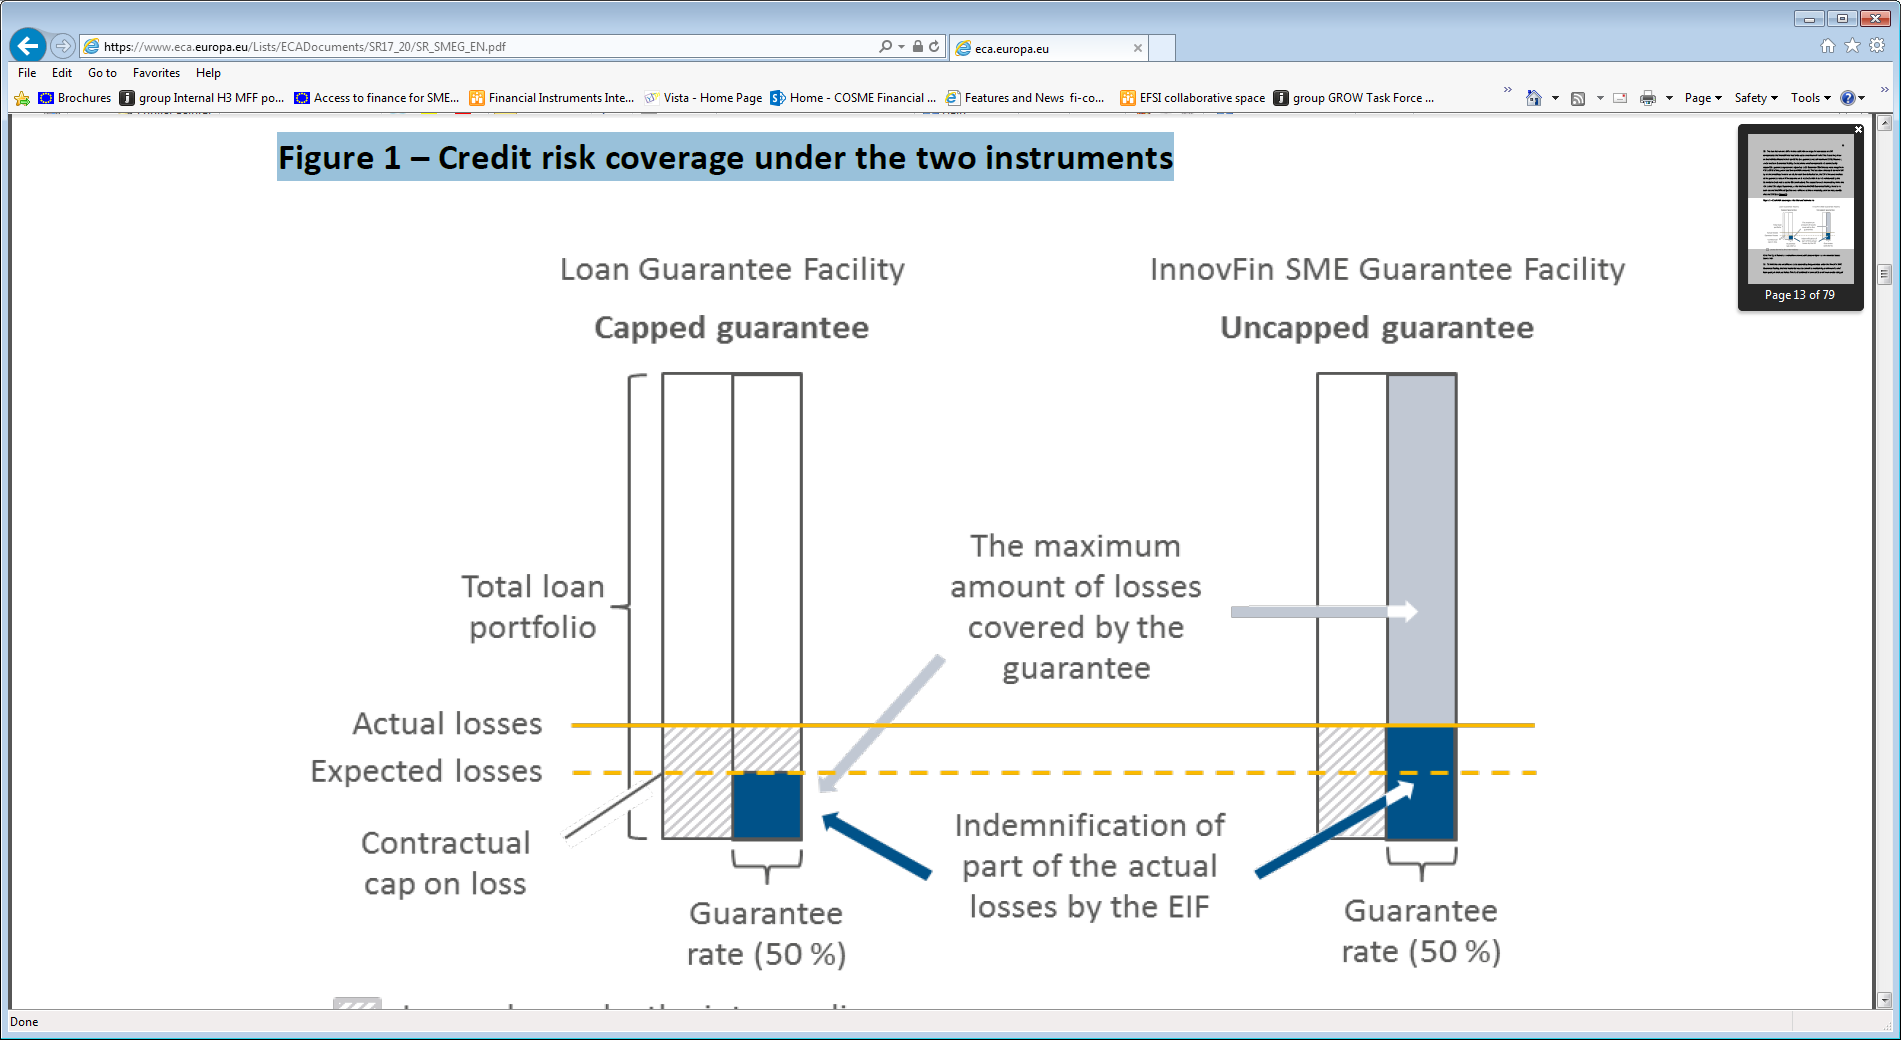 https://www.eca.europa.eu/Lists/ECADocuments/SR17_20/SR_SMEG_EN.pdf
eca.europa.eu
File Edit Go to Favorites Help
Brochures group Internal H3 MFF po... Access to finance for SME... Financial Instruments Inte... Vista - Home Page Home - COSME Financial ... Features and News fi-co... EFSI collaborative space group GROW Task Force ... Page Safety Tools
Figure 1 – Credit risk coverage under the two instruments
Page 13 of 79
Loan Guarantee Facility
Capped guarantee
InnovFin SME Guarantee Facility
Uncapped guarantee
Total loan
portfolio
The maximum
amount of losses
covered by the
guarantee
Actual losses
Expected losses
Contractual
cap on loss
Indemnification of
part of the actual
losses by the EIF
Guarantee
rate (50 %)
Guarantee
rate (50 %)
Done